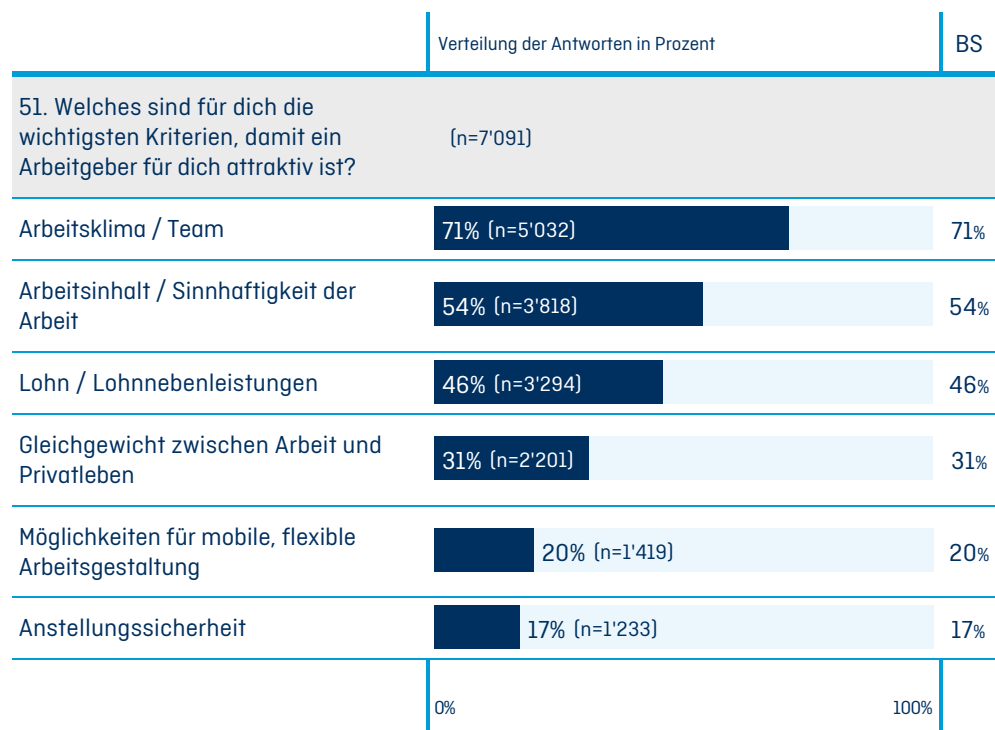 Verteilung der Antworten in Prozent
BS
51. Welches sind für dich die
wichtigsten Kriterien, damit ein
Arbeitgeber für dich attraktiv ist?
(n=7'091)
Arbeitsklima / Team
71% (n=5'032)
71%
Arbeitsinhalt / Sinnhaftigkeit der
Arbeit
54% (n=3'818)
54%
Lohn / Lohnnebenleistungen
46% (n=3'294)
46%
Gleichgewicht zwischen Arbeit und
Privatleben
31% (n=2'201)
31%
Möglichkeiten für mobile, flexible
Arbeitsgestaltung
20% (n=1'419)
20%
Anstellungssicherheit
17% (n=1'233)
17%
0%
100%